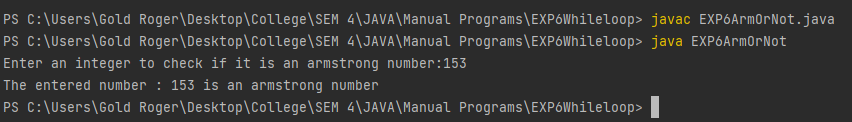 PS C:\Users\Gold Roger\Desktop\College\SEM 4\JAVA\Manual Programs\EXP6Whileloop> javac EXP6ArmOrNot.java
PS C:\Users\Gold Roger\Desktop\College\SEM 4\JAVA\Manual Programs\EXP6Whileloop> java EXP6ArmOrNot
Enter an integer to check if it is an armstrong number:153
The entered number : 153 is an armstrong number
PS C:\Users\Gold Roger\Desktop\College\SEM 4\JAVA\Manual Programs\EXP6Whileloop>